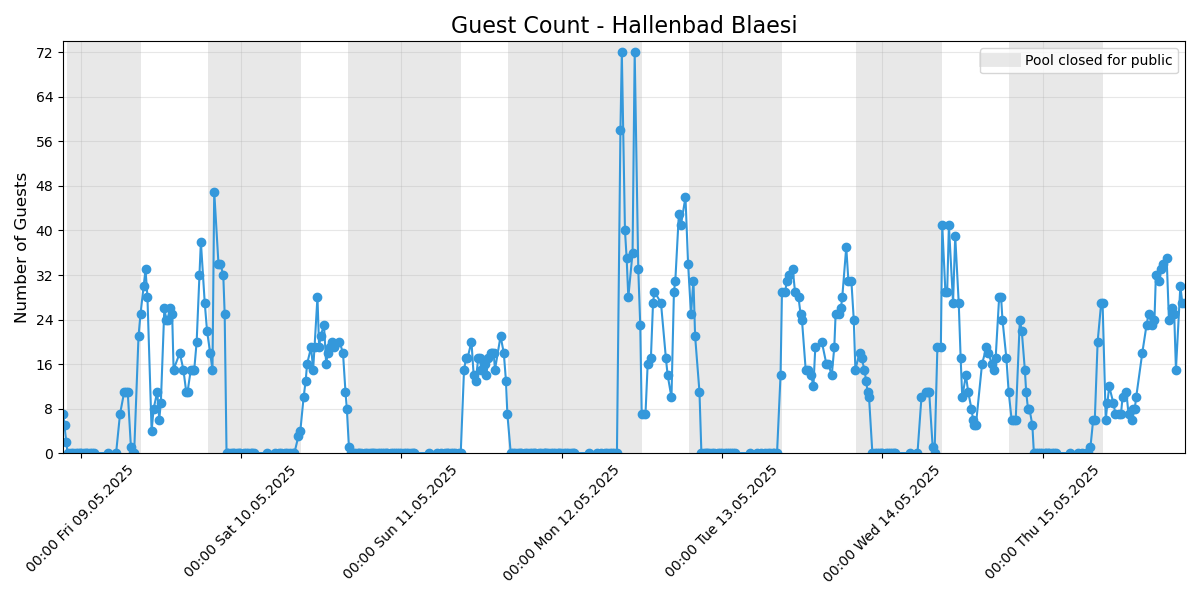 Guest Count - Hallenbad Blaesi
Pool closed for public
Number of Guests
72
64
56
48
40
32
24
16
8
0
00:00 Fri 09.05.2025
00:00 Sat 10.05.2025
00:00 Sun 11.05.2025
00:00 Mon 12.05.2025
00:00 Tue 13.05.2025
00:00 Wed 14.05.2025
00:00 Thu 15.05.2025